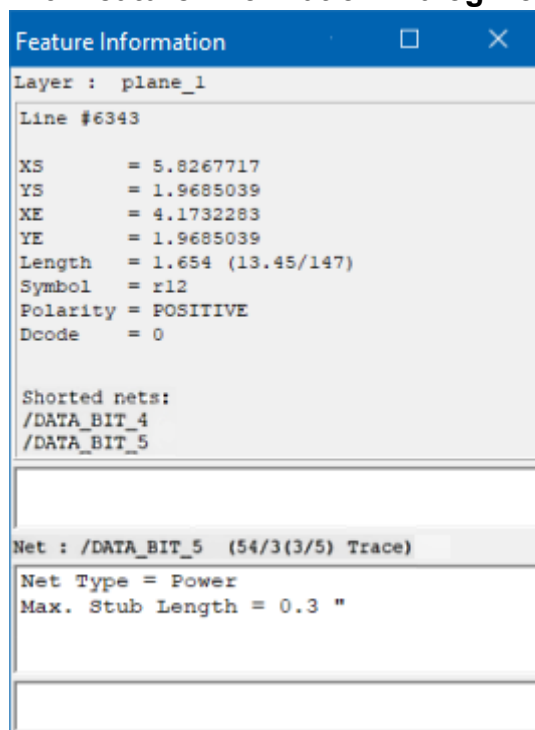 Feature Information
Layer : plane_1
Line #6343
XS = 5.8267717
YS = 1.9685039
XE = 4.1732283
YE = 1.9685039
Length = 1.654 (13.45/147)
Symbol = r12
Polarity = POSITIVE
Dcode = 0
Shorted nets:
/DATA_BIT_4
/DATA_BIT_5
Net : /DATA_BIT_5 (54/3(3/5) Trace)
Net Type = Power
Max. Stub Length = 0.3 "